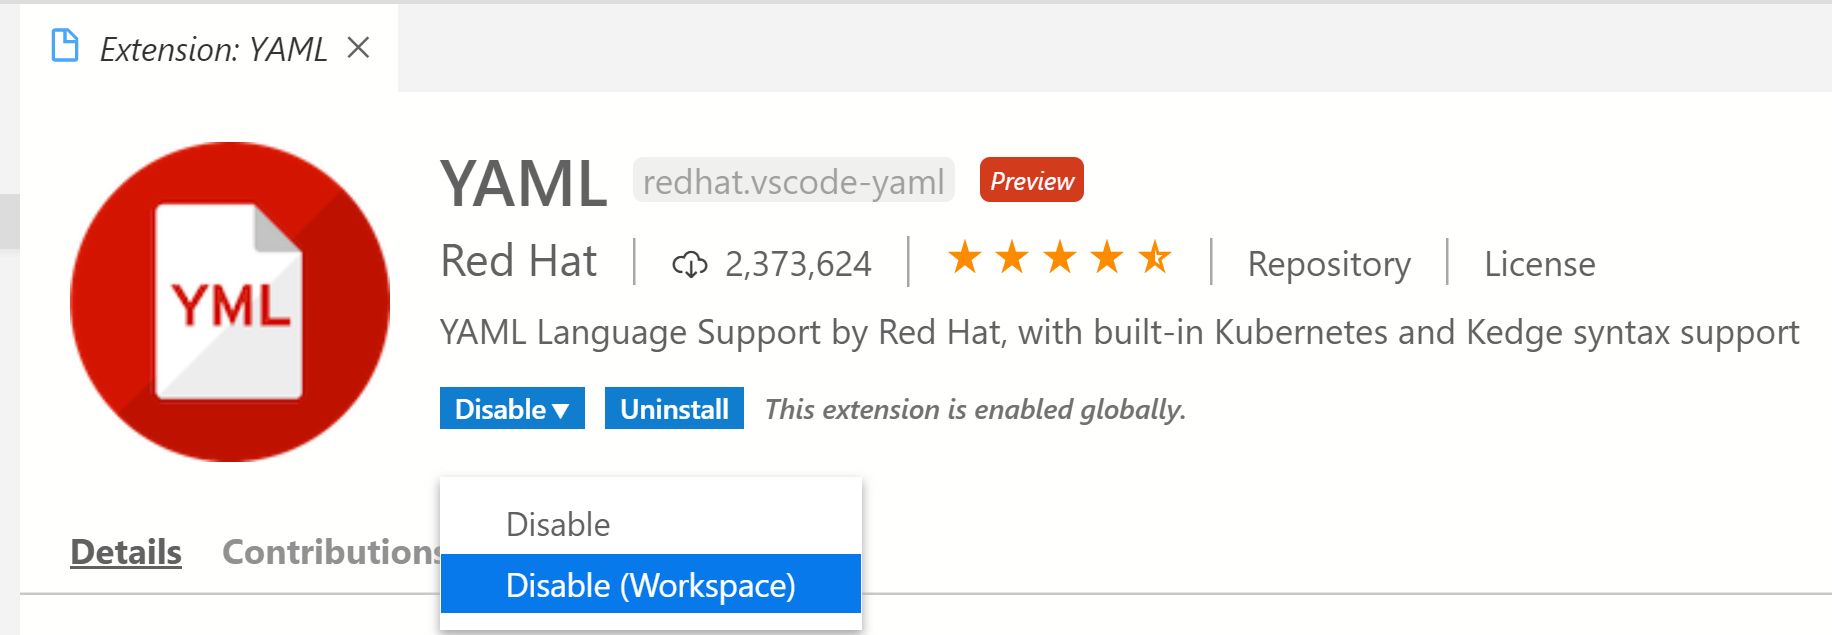 Extension: YAML
YML
YAML redhat.vscode-yaml Preview
Red Hat 2,373,624 Repository License
YAML Language Support by Red Hat, with built-in Kubernetes and Kedge syntax support
Disable Uninstall This extension is enabled globally.
Disable
Details Contributions
Disable (Workspace)